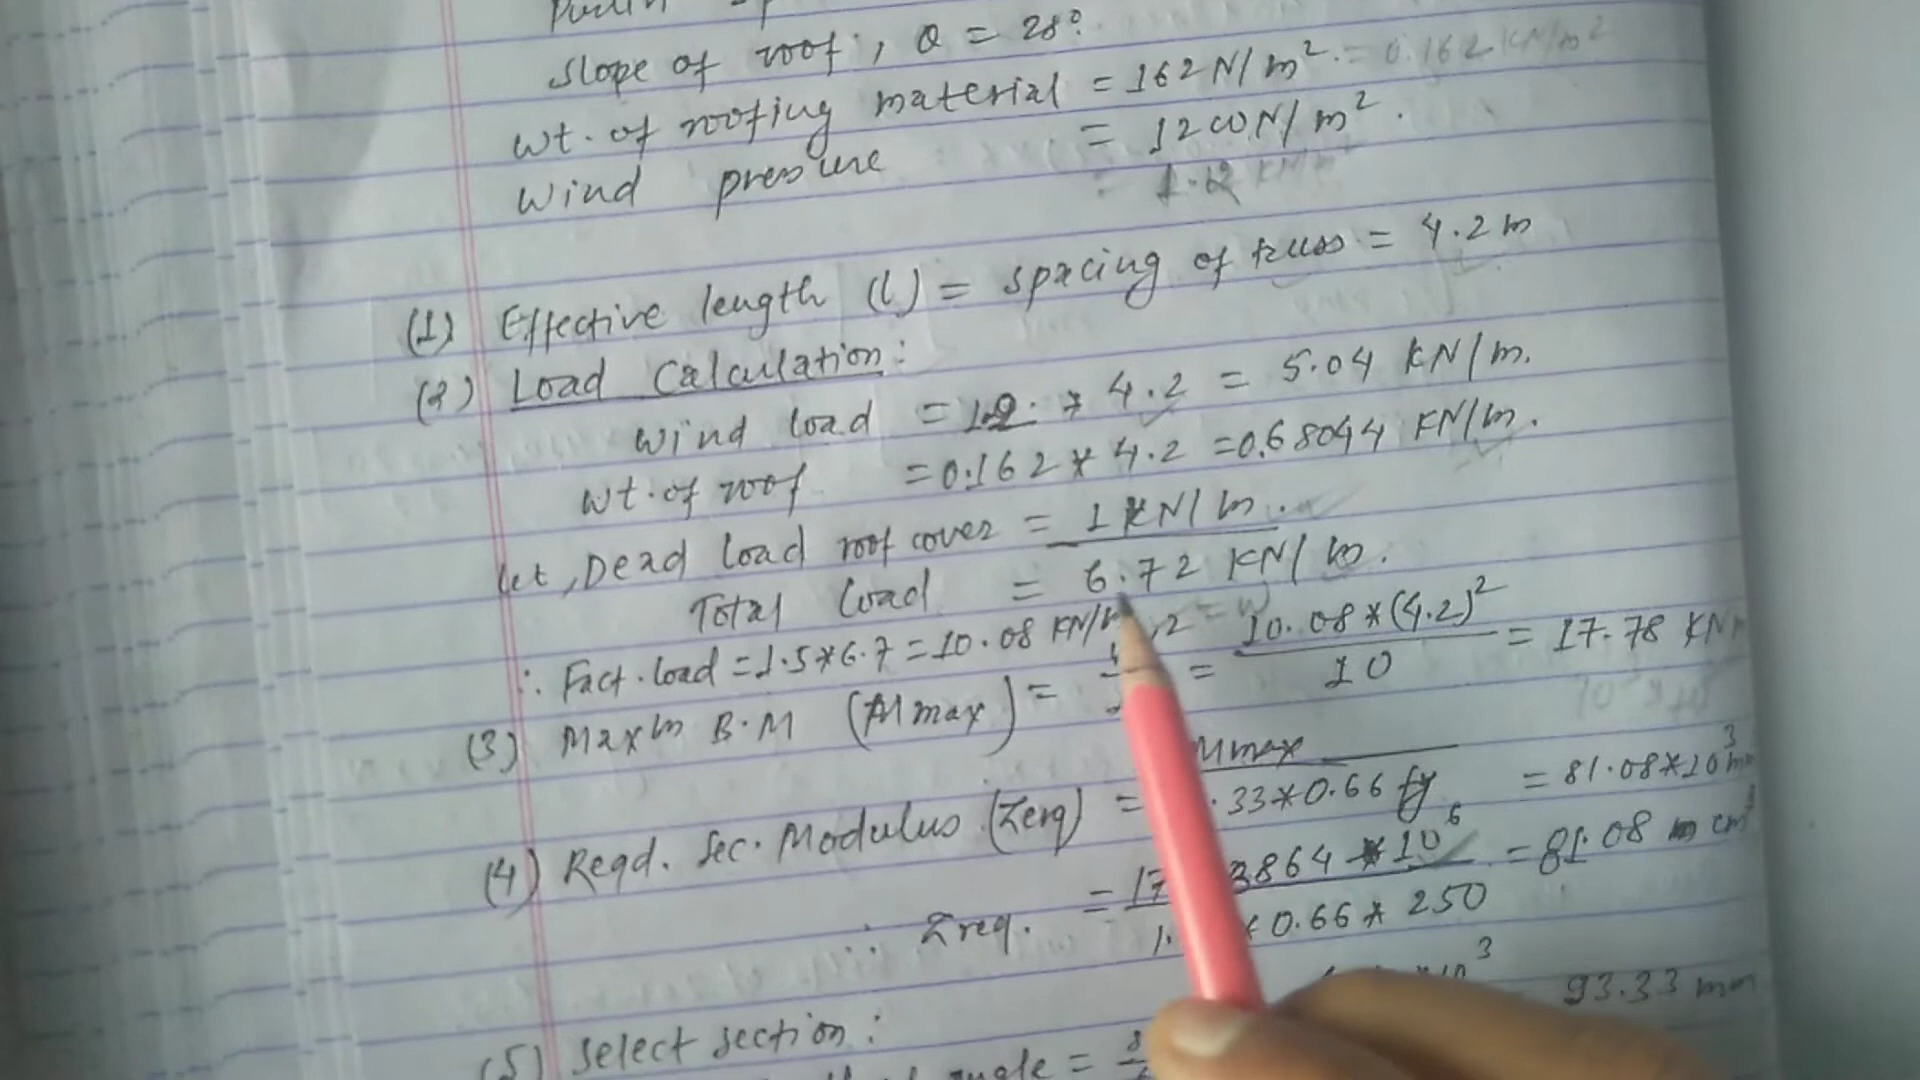 Purlin
slope of roof, θ = 28°
wt. of roofing material = 162 N/m². = 0.162 KN/m²
wind pressure = 1200 N/m².
(1) Effective length (l) = spacing of truss = 4.2 m
(2) Load Calculation:
wind load = 1.2 * 4.2 = 5.04 KN/m.
wt. of roof = 0.162 * 4.2 = 0.68044 KN/m.
let, Dead load roof cover = 1 KN/m.
Total load = 6.72 KN/m.
∴ Fact. load = 1.5*6.7 = 10.08 KN/m
(3) Maxm B.M (Mmax) = = 10.08*(4.2)² / 10 = 17.78 KN
(4) Reqd. Sec. Modulus (Zerq) = Mmax / .33*0.66 fy = 81.08*10³
∴ Zreq. = 17 3864 *10⁶ / 1. * 0.66 * 250 = 81.08 cm
93.33 mm
(5) Select section:
angle =